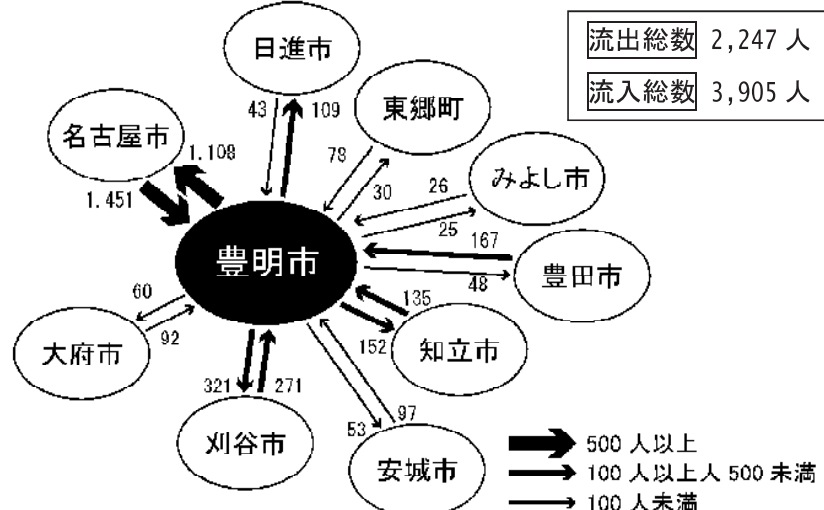 流出総数 2,247 人
流入総数 3,905 人
日進市
43
109
東郷町
名古屋市
1.108
1.451
78
30
みよし市
26
25
豊明市
167
48
豊田市
60
92
大府市
135
152
知立市
321
271
刈谷市
53
97
安城市
500 人以上
100 人以上人 500 未満
100 人未満